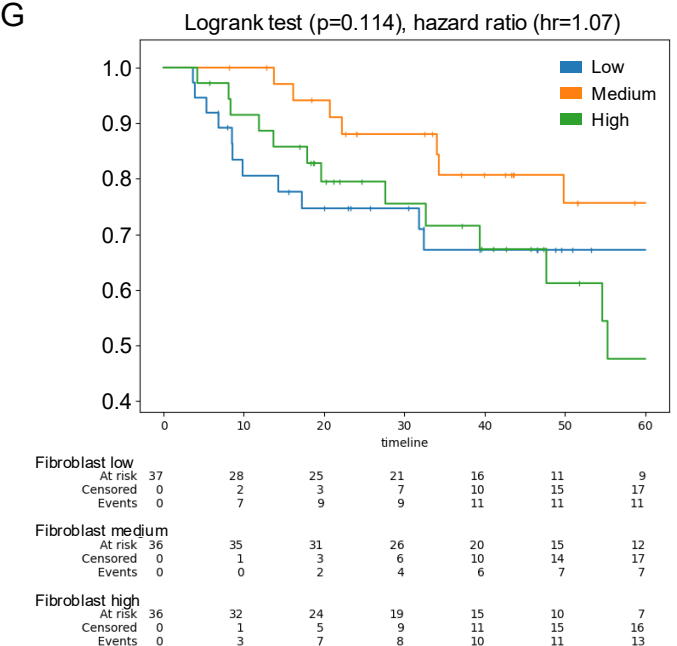 G
Logrank test (p=0.114), hazard ratio (hr=1.07)
Low
Medium
High
1.0
0.9
0.8
0.7
0.6
0.5
0.4
0 10 20 30 40 50 60
timeline
Fibroblast low
At risk 37 28 25 21 16 11 9
Censored 0 2 3 7 10 15 17
Events 0 7 9 9 11 11 11
Fibroblast medium
At risk 36 35 31 26 20 15 12
Censored 0 1 3 6 10 14 17
Events 0 0 2 4 6 7 7
Fibroblast high
At risk 36 32 24 19 15 10 7
Censored 0 1 5 9 11 15 16
Events 0 3 7 8 10 11 13